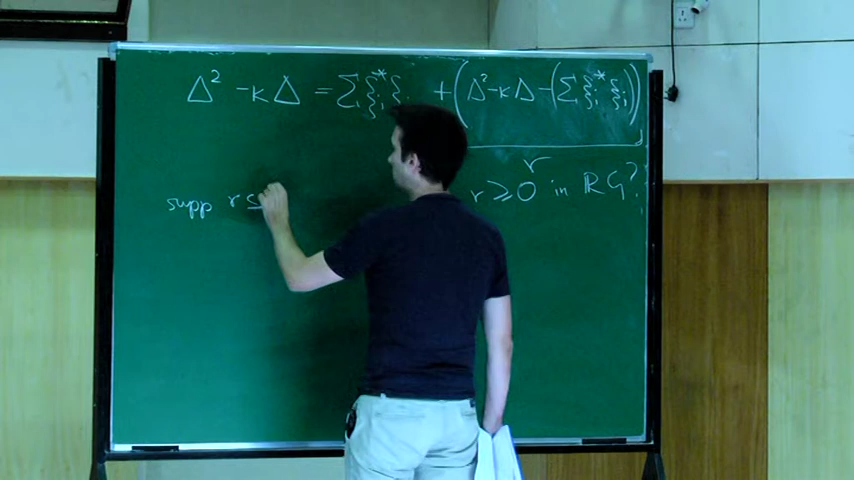 Δ² - κΔ = Σ ξᵢ* ξᵢ + (Δ² - κΔ - (Σ ξᵢ* ξᵢ))
r
r ≥ 0 in ℝG?
supp r ⊆